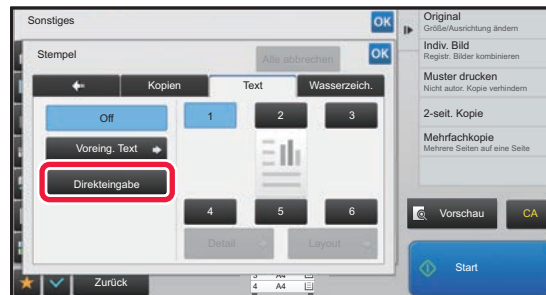 Sonstiges
OK
Stempel
Alle abbrechen
OK
Kopien
Text
Wasserzeich.
Off
1
2
3
Voreing. Text
Direkteingabe
4
5
6
Detail
Layout
Zurück
3 A4
4 A4
Original
Größe/Ausrichtung ändern
Indiv. Bild
Registr. Bilder kombinieren
Muster drucken
Nicht autor. Kopie verhindern
2-seit. Kopie
Mehrfachkopie
Mehrere Seiten auf eine Seite
Vorschau
CA
Start